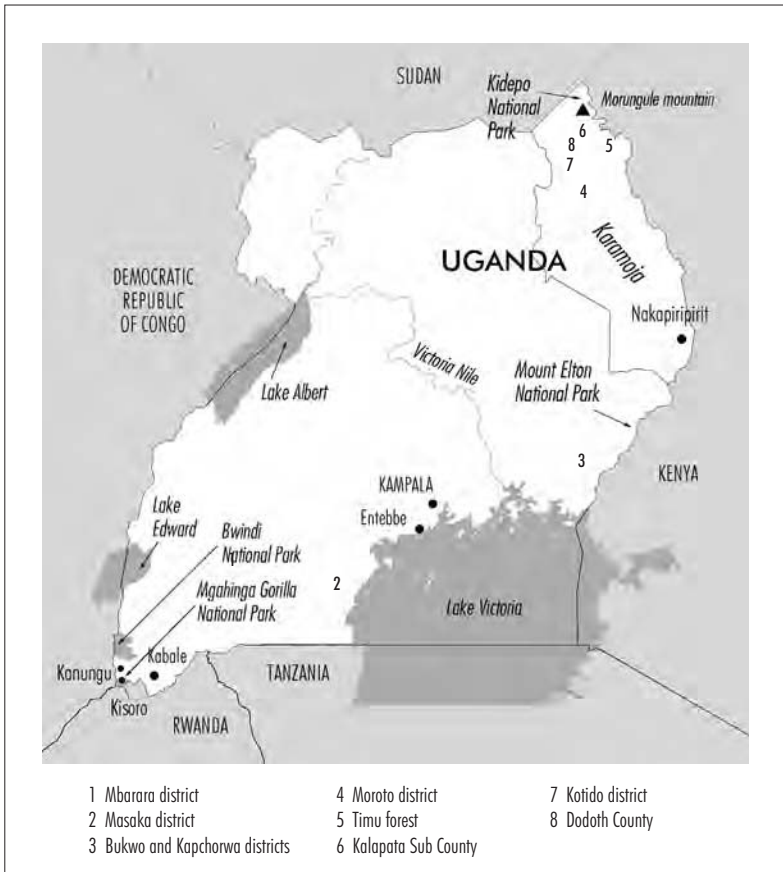 SUDAN
Kidepo
National
Park
Morungule mountain
6
8
5
7
4
Karamoja
UGANDA
DEMOCRATIC
REPUBLIC
OF CONGO
Nakapiripirit
Victoria Nile
Lake Albert
Mount Elton
National Park
3
KENYA
KAMPALA
Entebbe
Lake
Edward
Bwindi
National Park
Mgahinga Gorilla
National Park
2
Lake Victoria
Kanungu
Kabale
Kisoro
TANZANIA
RWANDA
1 Mbarara district
2 Masaka district
3 Bukwo and Kapchorwa districts
4 Moroto district
5 Timu forest
6 Kalapata Sub County
7 Kotido district
8 Dodoth County